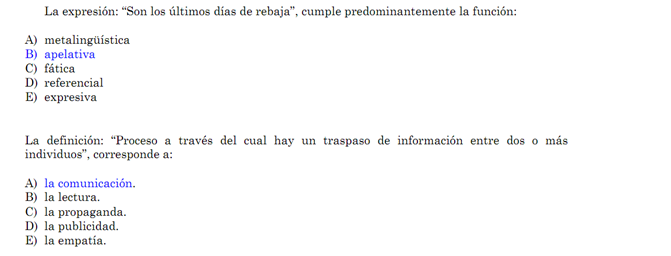 La expresión: “Son los últimos días de rebaja”, cumple predominantemente la función:
A) metalingüística
B) apelativa
C) fática
D) referencial
E) expresiva
La definición: “Proceso a través del cual hay un traspaso de información entre dos o más
individuos”, corresponde a:
A) la comunicación.
B) la lectura.
C) la propaganda.
D) la publicidad.
E) la empatía.